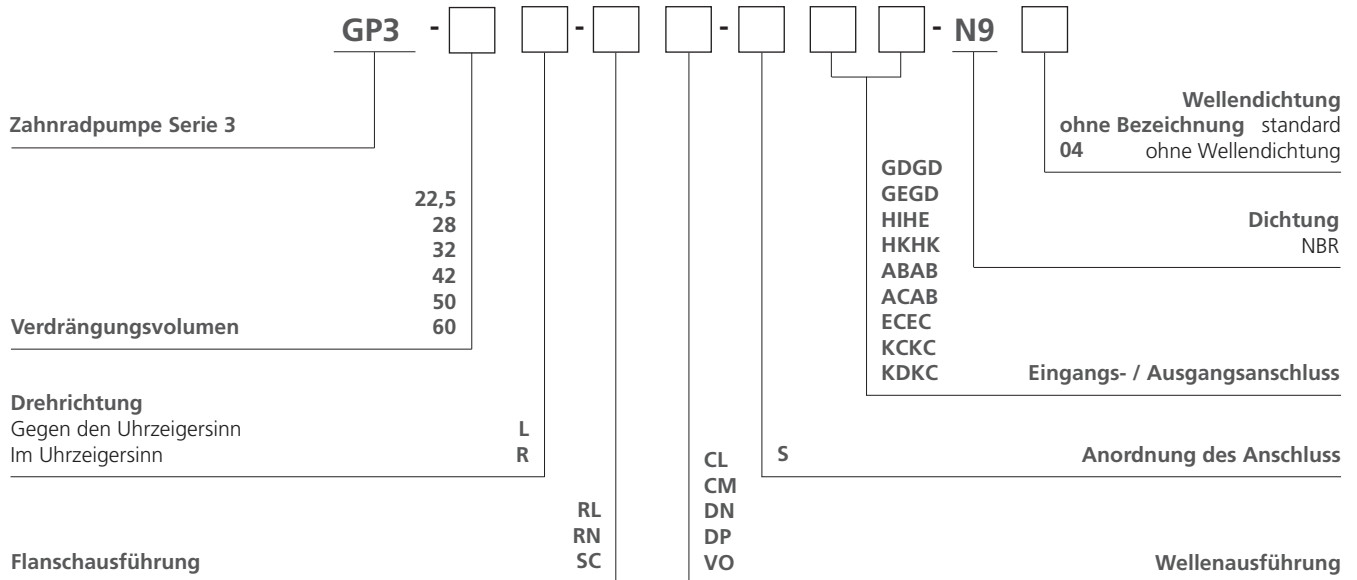 GP3 - - - - N9
Zahnradpumpe Serie 3
22,5
28
32
42
50
60
Verdrängungsvolumen
Drehrichtung
Gegen den Uhrzeigersinn L
Im Uhrzeigersinn R
RL
RN
SC
Flanschausführung
CL
CM
DN
DP
VO
Wellenausführung
S Anordnung des Anschluss
GDGD
GEGD
HIHE
HKHK
ABAB
ACAB
ECEC
KCKC
KDKC
Eingangs- / Ausgangsanschluss
Dichtung
NBR
Wellendichtung
ohne Bezeichnung standard
04 ohne Wellendichtung